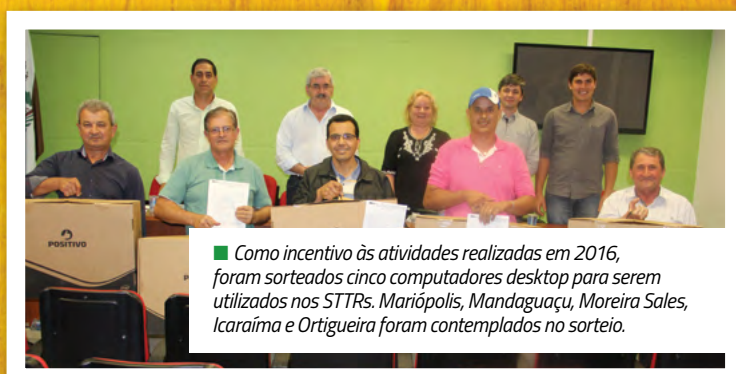 POSITIVO
■ Como incentivo às atividades realizadas em 2016,
foram sorteados cinco computadores desktop para serem
utilizados nos STTRs. Mariópolis, Mandaguaçu, Moreira Sales,
Icaraíma e Ortigueira foram contemplados no sorteio.